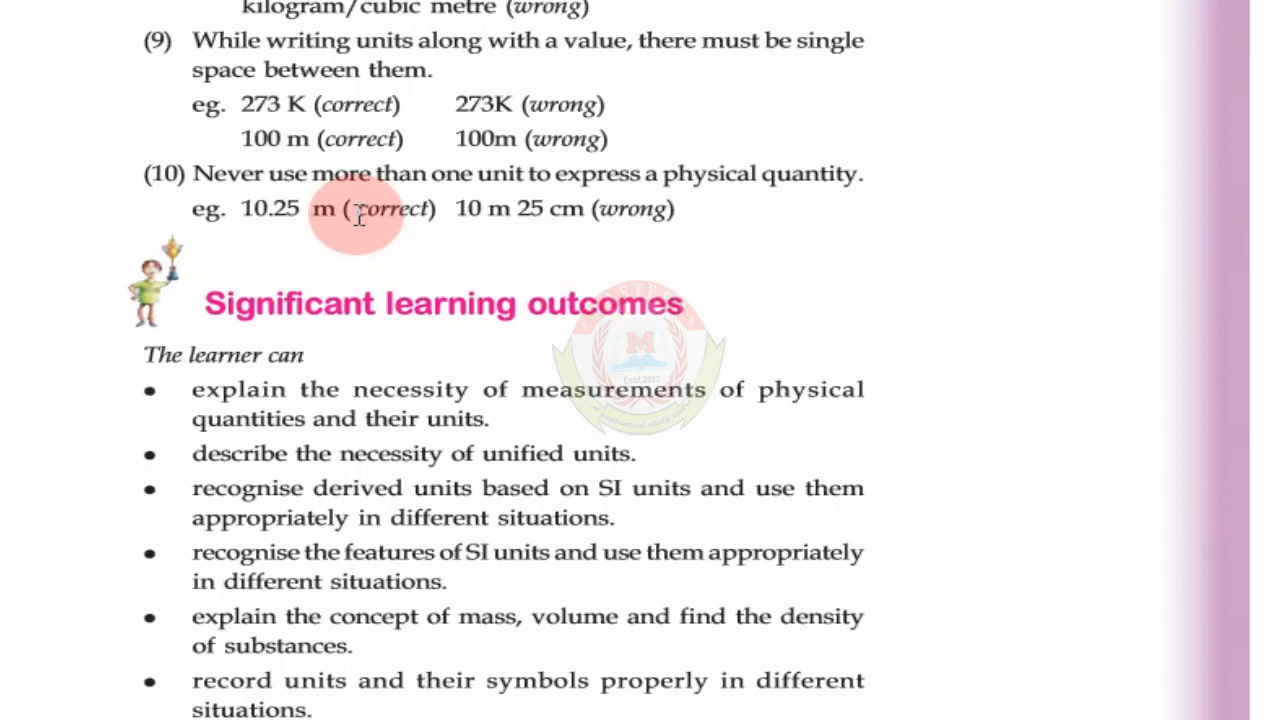 kilogram/cubic metre (wrong)
(9) While writing units along with a value, there must be single
space between them.
eg. 273 K (correct) 273K (wrong)
100 m (correct) 100m (wrong)
(10) Never use more than one unit to express a physical quantity.
eg. 10.25 m (correct) 10 m 25 cm (wrong)
Significant learning outcomes
The learner can
• explain the necessity of measurements of physical
quantities and their units.
• describe the necessity of unified units.
• recognise derived units based on SI units and use them
appropriately in different situations.
• recognise the features of SI units and use them appropriately
in different situations.
• explain the concept of mass, volume and find the density
of substances.
• record units and their symbols properly in different
situations.
M
Estd.2003